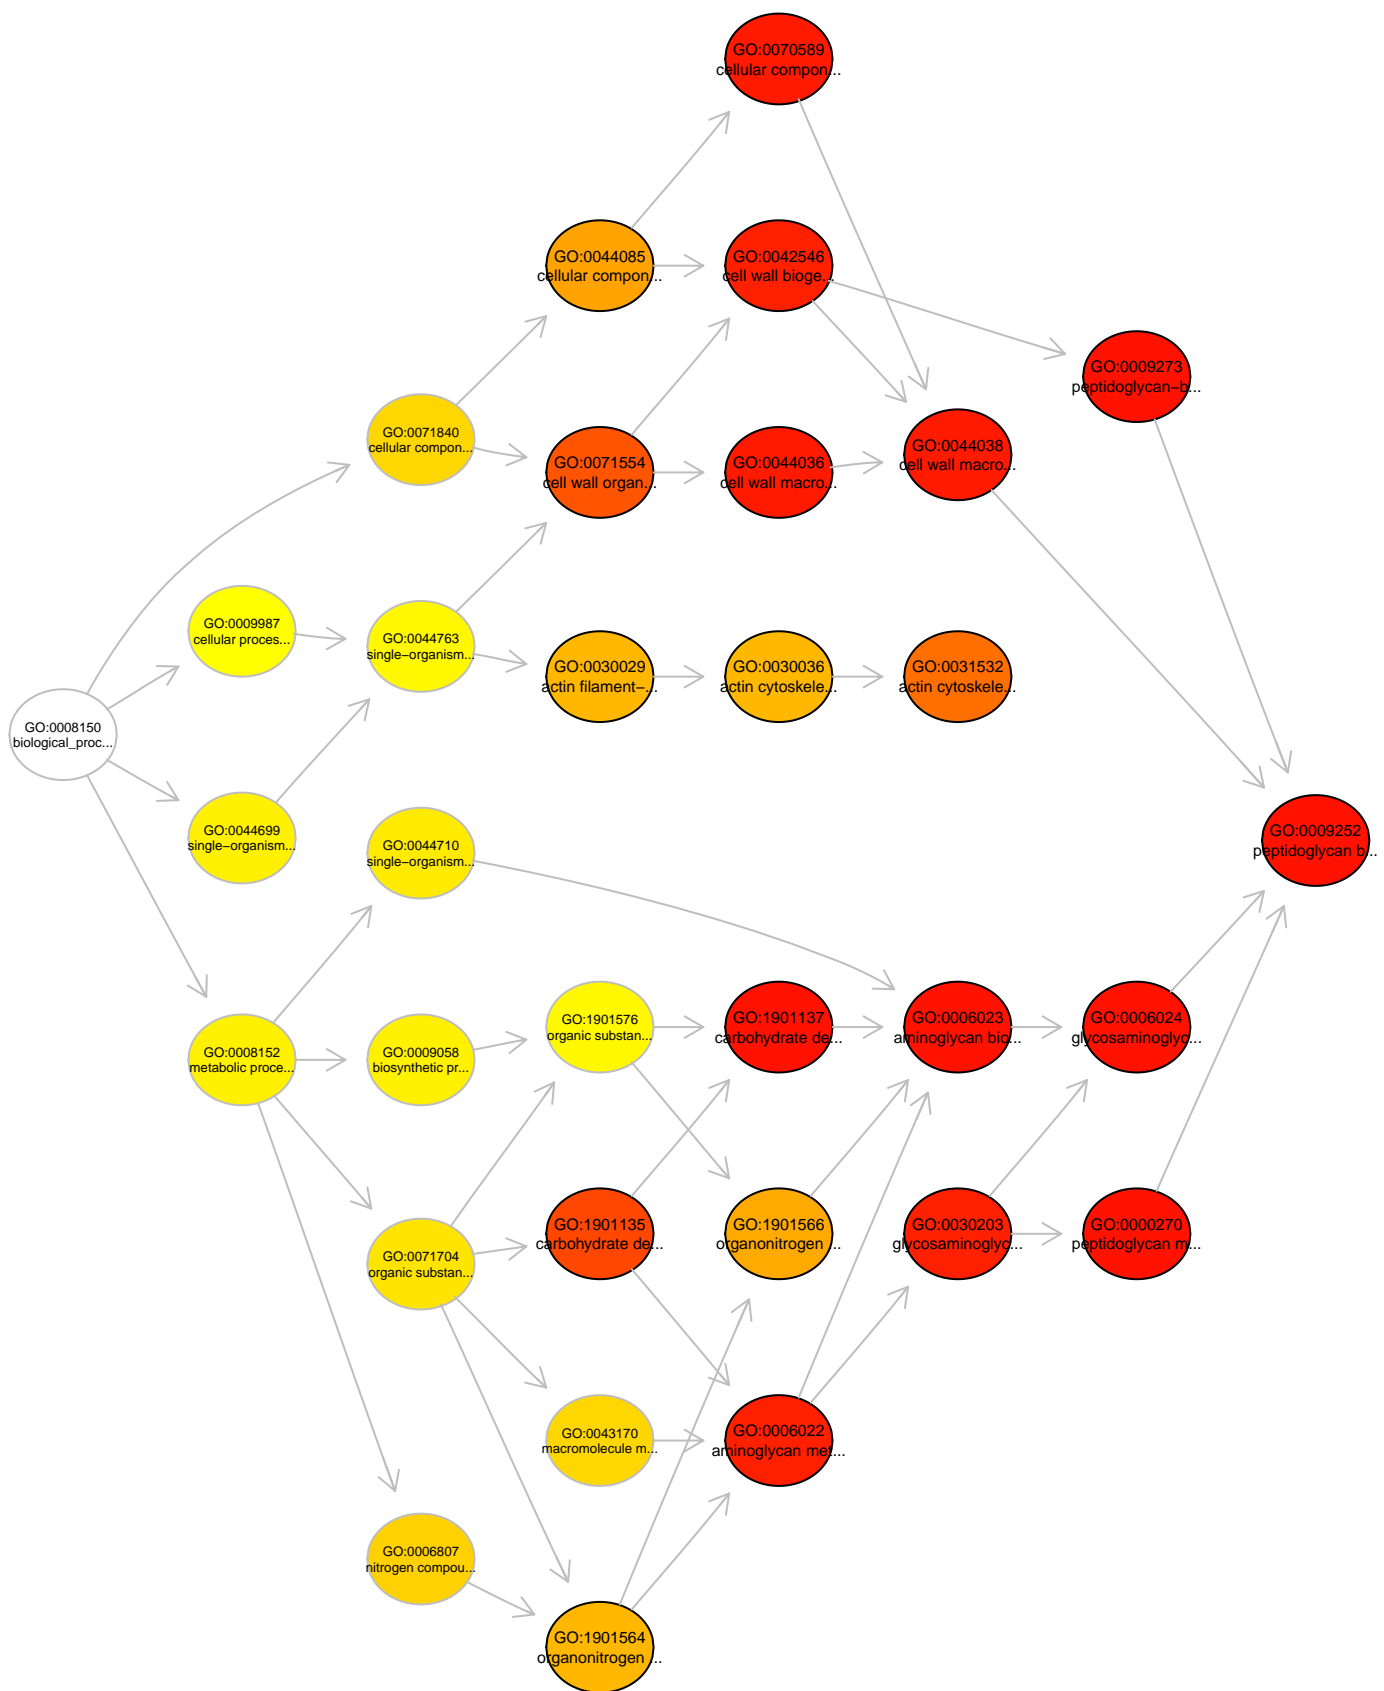 GO:0070589
cellular compon...
GO:0044085
cellular compon...
GO:0042546
cell wall bioge...
GO:0009273
peptidoglycan−b...
GO:0071840
cellular compon...
GO:0071554
cell wall organ...
GO:0044036
cell wall macro...
GO:0044038
cell wall macro...
GO:0009987
cellular proces...
GO:0044763
single−organism...
GO:0030029
actin filament−...
GO:0030036
actin cytoskele...
GO:0031532
actin cytoskele...
GO:0008150
biological_proc...
GO:0044699
single−organism...
GO:0044710
single−organism...
GO:0009252
peptidoglycan b...
GO:0008152
metabolic proce...
GO:0009058
biosynthetic pr...
GO:1901576
organic substan...
GO:1901137
carbohydrate de...
GO:0006023
aminoglycan bio...
GO:0006024
glycosaminoglyc...
GO:0071704
organic substan...
GO:1901135
carbohydrate de...
GO:1901566
organonitrogen ...
GO:0030203
glycosaminoglyc...
GO:0000270
peptidoglycan m...
GO:0043170
macromolecule m...
GO:0006022
aminoglycan met...
GO:0006807
nitrogen compou...
GO:1901564
organonitrogen ...